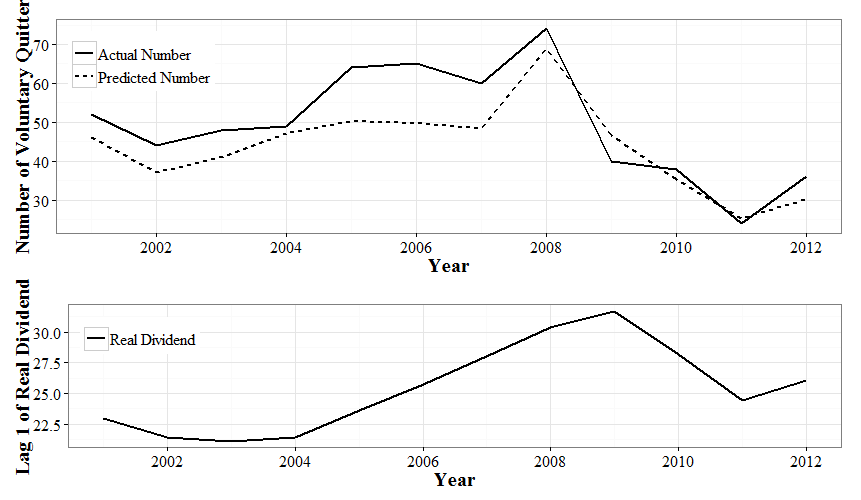 Number of Voluntary Quitter
70
60
50
40
30
Actual Number
Predicted Number
2002 2004 2006 2008 2010 2012
Year
Lag 1 of Real Dividend
30.0
27.5
25.0
22.5
Real Dividend
2002 2004 2006 2008 2010 2012
Year